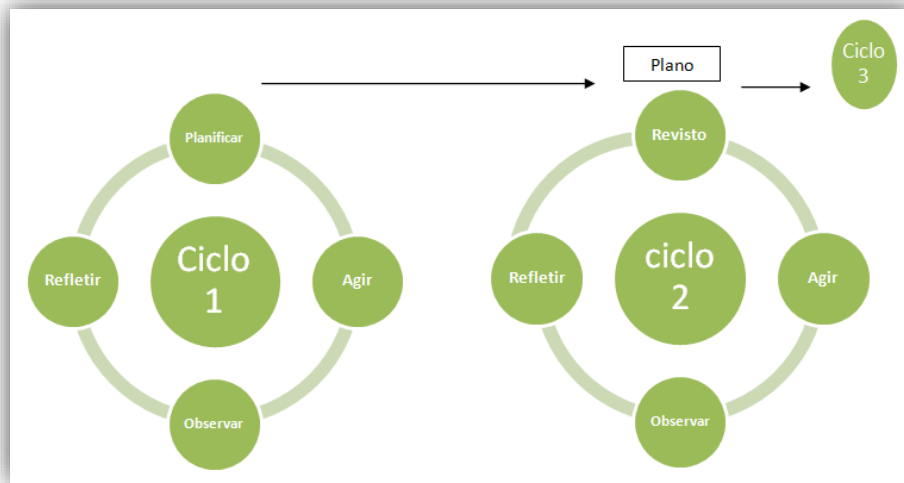 Plano
Ciclo
3
Planificar
Refletir
Ciclo
1
Agir
Observar
Revisto
Refletir
ciclo
2
Agir
Observar